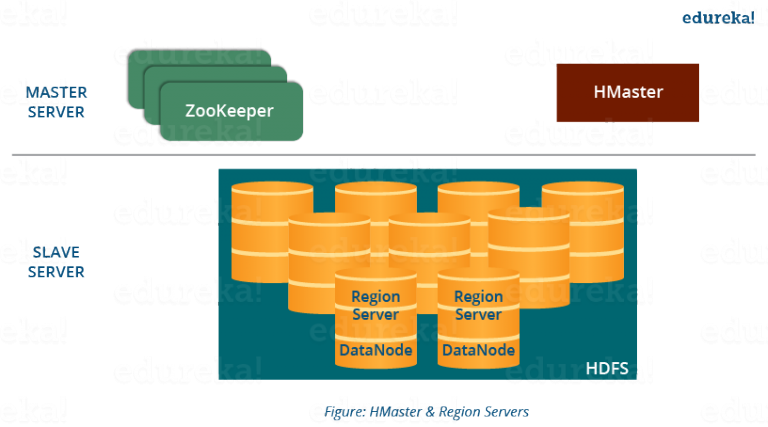 edureka!
MASTER
SERVER
ZooKeeper
HMaster
SLAVE
SERVER
Region
Server
DataNode
Region
Server
DataNode
HDFS
Figure: HMaster & Region Servers